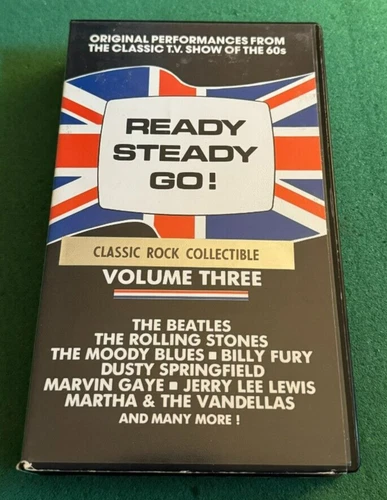 ORIGINAL PERFORMANCES FROM
THE CLASSIC T.V. SHOW OF THE 60s
READY
STEADY
GO!
CLASSIC ROCK COLLECTIBLE
VOLUME THREE
THE BEATLES
THE ROLLING STONES
THE MOODY BLUES ■ BILLY FURY
DUSTY SPRINGFIELD
MARVIN GAYE ■ JERRY LEE LEWIS
MARTHA & THE VANDELLAS
AND MANY MORE !